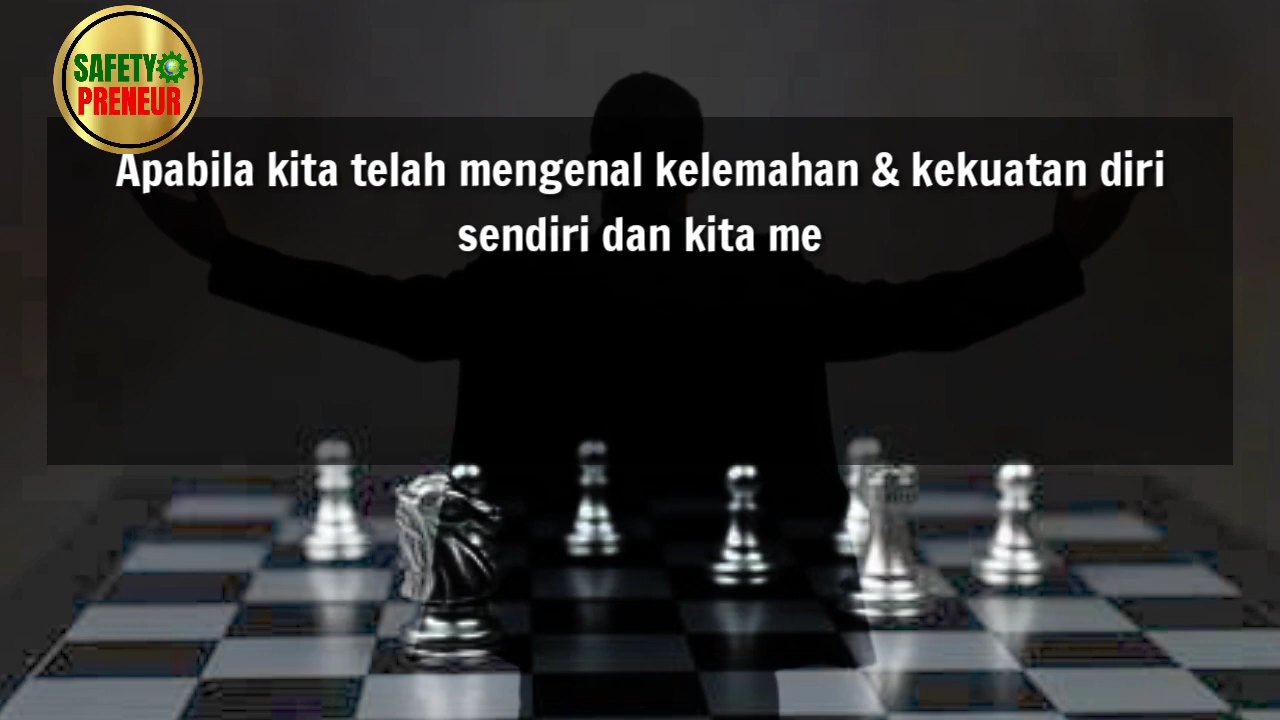 SAFETY
PRENEUR
Apabila kita telah mengenal kelemahan & kekuatan diri
sendiri dan kita me